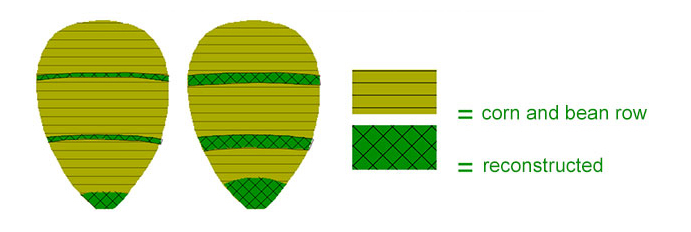 = corn and bean row
= reconstructed